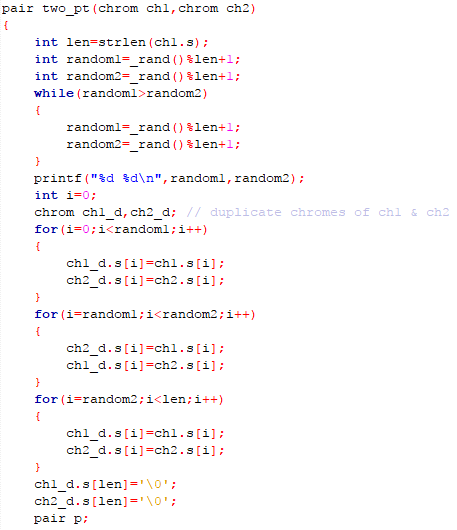 pair two_pt(chrom ch1,chrom ch2)
{
    int len=strlen(ch1.s);
    int random1=_rand()%len+1;
    int random2=_rand()%len+1;
    while(random1>random2)
    {
        random1=_rand()%len+1;
        random2=_rand()%len+1;
    }
    printf("%d %d\n",random1,random2);
    int i=0;
    chrom ch1_d,ch2_d; // duplicate chromes of ch1 & ch2
    for(i=0;i<random1;i++)
    {
        ch1_d.s[i]=ch1.s[i];
        ch2_d.s[i]=ch2.s[i];
    }
    for(i=random1;i<random2;i++)
    {
        ch2_d.s[i]=ch1.s[i];
        ch1_d.s[i]=ch2.s[i];
    }
    for(i=random2;i<len;i++)
    {
        ch1_d.s[i]=ch1.s[i];
        ch2_d.s[i]=ch2.s[i];
    }
    ch1_d.s[len]='\0';
    ch2_d.s[len]='\0';
    pair p;